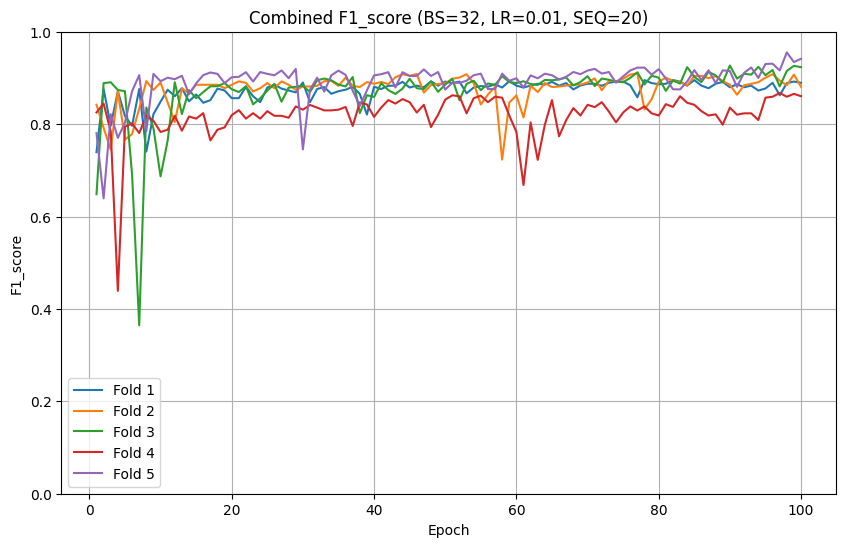 Combined F1_score (BS=32, LR=0.01, SEQ=20)
F1_score
1.0
0.8
0.6
0.4
0.2
0.0
Fold 1
Fold 2
Fold 3
Fold 4
Fold 5
0 20 40 60 80 100
Epoch